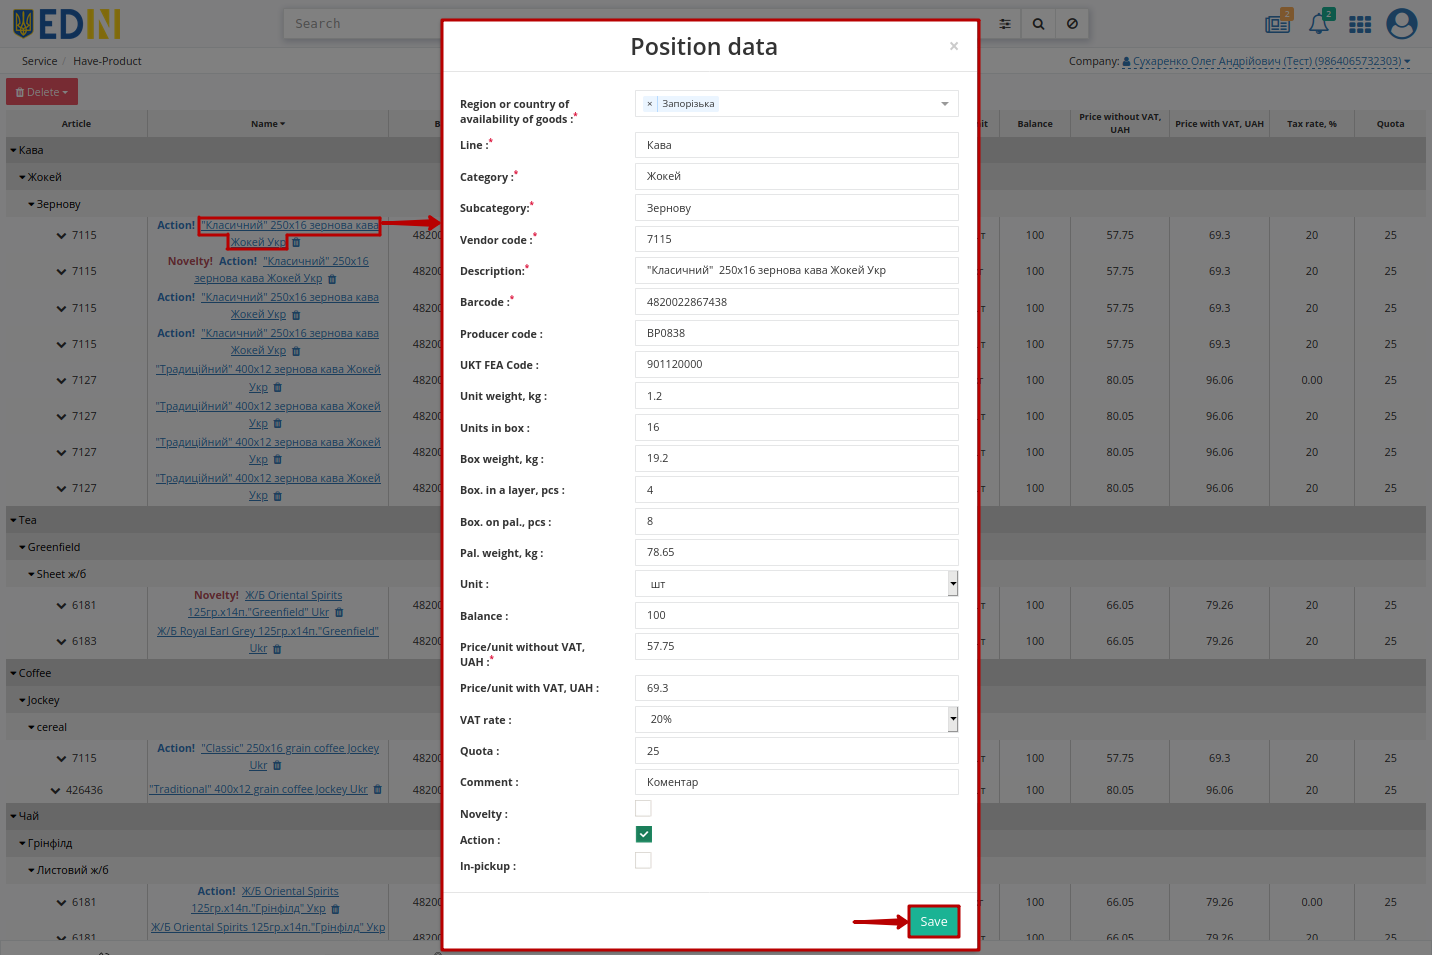 EDIN
Search
2
2
Service / Have-Product
Company: Сухаренко Олег Андрійович (Тест) (9864065732303)
Delete
Article
Name
Balance
Price without VAT, UAH
Price with VAT, UAH
Tax rate, %
Quota
Кава
Жокей
Зернову
7115
Action! "Класичний" 250x16 зернова кава
Жокей Укр
4820
100
57.75
69.3
20
25
7115
Novelty! Action! "Класичний" 250x16
зернова кава Жокей Укр
4820
100
57.75
69.3
20
25
7115
Action! "Класичний" 250x16 зернова кава
Жокей Укр
4820
100
57.75
69.3
20
25
7115
Action! "Класичний" 250x16 зернова кава
Жокей Укр
4820
100
57.75
69.3
20
25
7127
"Традиційний" 400x12 зернова кава Жокей
Укр
4820
100
80.05
96.06
0.00
25
7127
"Традиційний" 400x12 зернова кава Жокей
Укр
4820
100
80.05
96.06
20
25
7127
"Традиційний" 400x12 зернова кава Жокей
Укр
4820
100
80.05
96.06
20
25
7127
"Традиційний" 400x12 зернова кава Жокей
Укр
4820
100
80.05
96.06
20
25
Tea
Greenfield
Sheet ж/б
6181
Novelty! Ж/Б Oriental Spirits
125гр.х14п."Greenfield" Ukr
4820
100
66.05
79.26
20
25
6183
Ж/Б Royal Earl Grey 125гр.х14п."Greenfield"
Ukr
4820
100
66.05
79.26
20
25
Coffee
Jockey
cereal
7115
Action! "Classic" 250x16 grain coffee Jockey
Ukr
4820
100
57.75
69.3
20
25
426436
"Traditional" 400x12 grain coffee Jockey Ukr
4820
100
80.05
96.06
20
25
Чай
Грінфілд
Листовий ж/б
6181
Action! Ж/Б Oriental Spirits
125гр.х14п."Грінфілд" Укр
4820
100
66.05
79.26
0.00
25
6181
Ж/Б Oriental Spirits 125гр.х14п."Грінфілд" Укр
4820
100
66.05
79.26
20
25
Position data
×
Region or country of
availability of goods :*
× Запорізька
Line :*
Кава
Category :*
Жокей
Subcategory:*
Зернову
Vendor code :*
7115
Description:*
"Класичний" 250x16 зернова кава Жокей Укр
Barcode :*
4820022867438
Producer code :
BP0838
UKT FEA Code :
901120000
Unit weight, kg :
1.2
Units in box :
16
Box weight, kg :
19.2
Box. in a layer, pcs :
4
Box. on pal., pcs :
8
Pal. weight, kg :
78.65
Unit :
шт
Balance :
100
Price/unit without VAT,
UAH :*
57.75
Price/unit with VAT, UAH :
69.3
VAT rate :
20%
Quota :
25
Comment :
Коментар
Novelty :
Action :
In-pickup :
Save